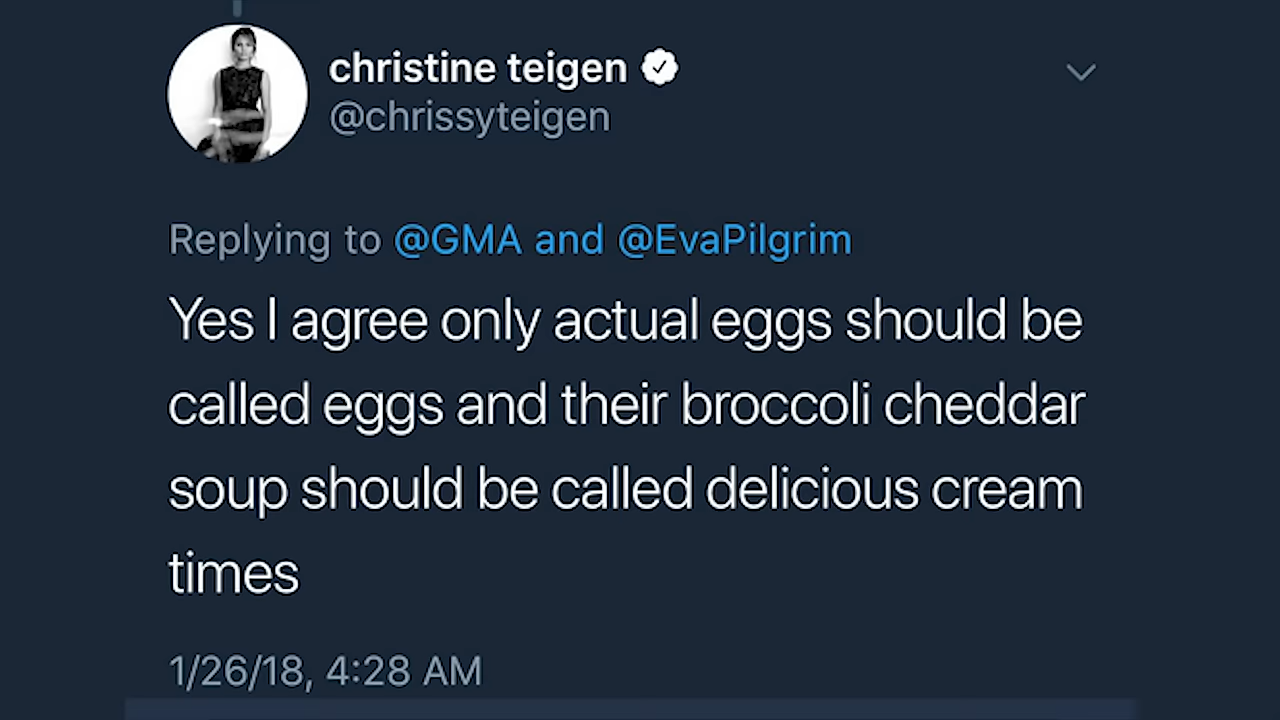 christine teigen
@chrissyteigen
Replying to @GMA and @EvaPilgrim
Yes I agree only actual eggs should be
called eggs and their broccoli cheddar
soup should be called delicious cream
times
1/26/18, 4:28 AM